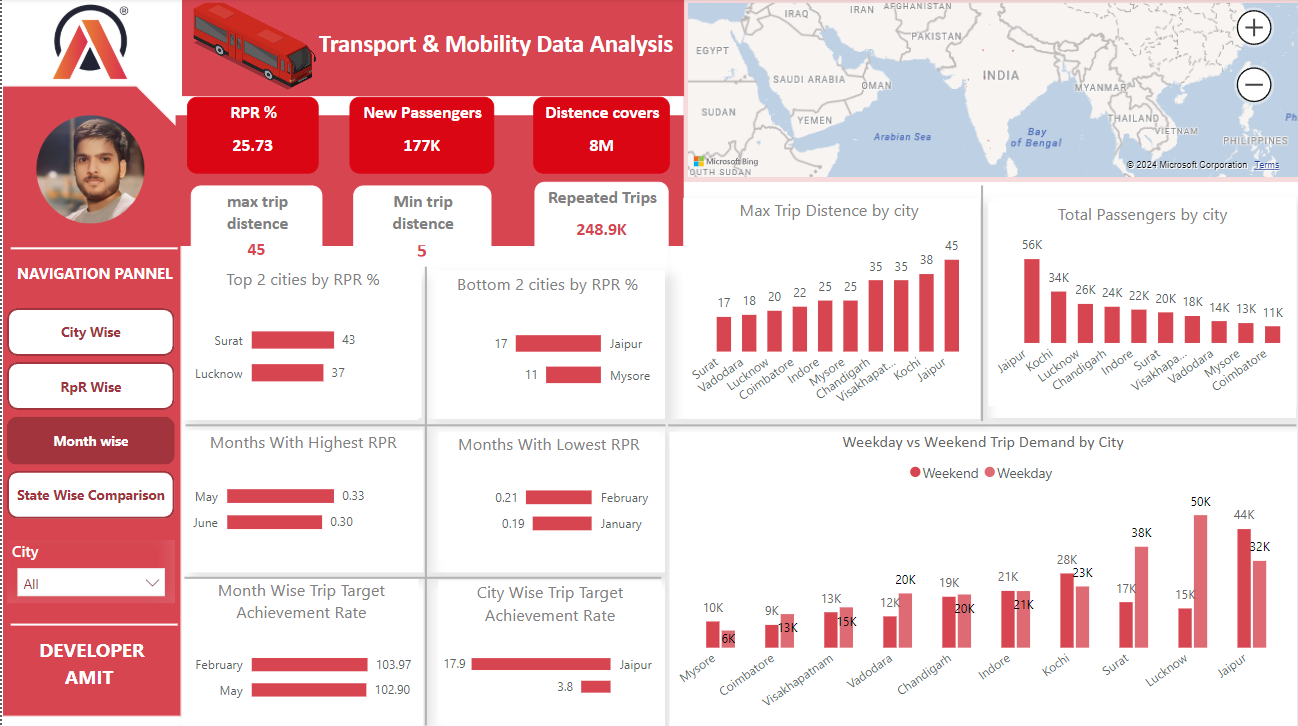 ®
Transport & Mobility Data Analysis
RPR %
25.73
New Passengers
177K
Distence covers
8M
max trip
distence
45
Min trip
distence
5
Repeated Trips
248.9K
IRAQ
IRAN
AFGHANISTAN
PAKISTAN
EGYPT
SAUDI ARABIA
OMAN
INDIA
MYANMAR
SUDAN
YEMEN
THAILAND
VIETNAM
Arabian Sea
Bay
of Bengal
PHILIPPINES
Ph
Microsoft Bing
OUTH SUDAN
© 2024 Microsoft Corporation
Terms
NAVIGATION PANNEL
City Wise
RpR Wise
Month wise
State Wise Comparison
City
All
DEVELOPER
AMIT
Top 2 cities by RPR %
Surat 43
Lucknow 37
Bottom 2 cities by RPR %
17 Jaipur
11 Mysore
Max Trip Distence by city
17 18 20 22 25 25 35 35 38 45
Surat
Vadodara
Lucknow
Coimbatore
Indore
Mysore
Chandigarh
Visakhapat...
Kochi
Jaipur
Total Passengers by city
56K 34K 26K 24K 22K 20K 18K 14K 13K 11K
Jaipur
Kochi
Lucknow
Chandigarh
Indore
Surat
Visakhapa...
Vadodara
Mysore
Coimbatore
Months With Highest RPR
May 0.33
June 0.30
Months With Lowest RPR
0.21 February
0.19 January
Month Wise Trip Target
Achievement Rate
February 103.97
May 102.90
City Wise Trip Target
Achievement Rate
17.9 Jaipur
3.8
Weekday vs Weekend Trip Demand by City
Weekend Weekday
10K 6K
9K 13K
13K 15K
12K 20K
19K 20K
21K 21K
28K 23K
17K 38K
15K 50K
44K 32K
Mysore
Coimbatore
Visakhapatnam
Vadodara
Chandigarh
Indore
Kochi
Surat
Lucknow
Jaipur